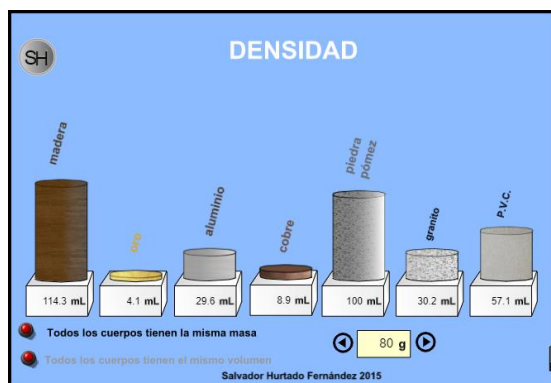 SH
DENSIDAD
madera
oro
aluminio
cobre
piedra
pómez
granito
P.V.C.
114.3 mL
4.1 mL
29.6 mL
8.9 mL
100 mL
30.2 mL
57.1 mL
Todos los cuerpos tienen la misma masa
80 g
Todos los cuerpos tienen el mismo volumen
Salvador Hurtado Fernández 2015